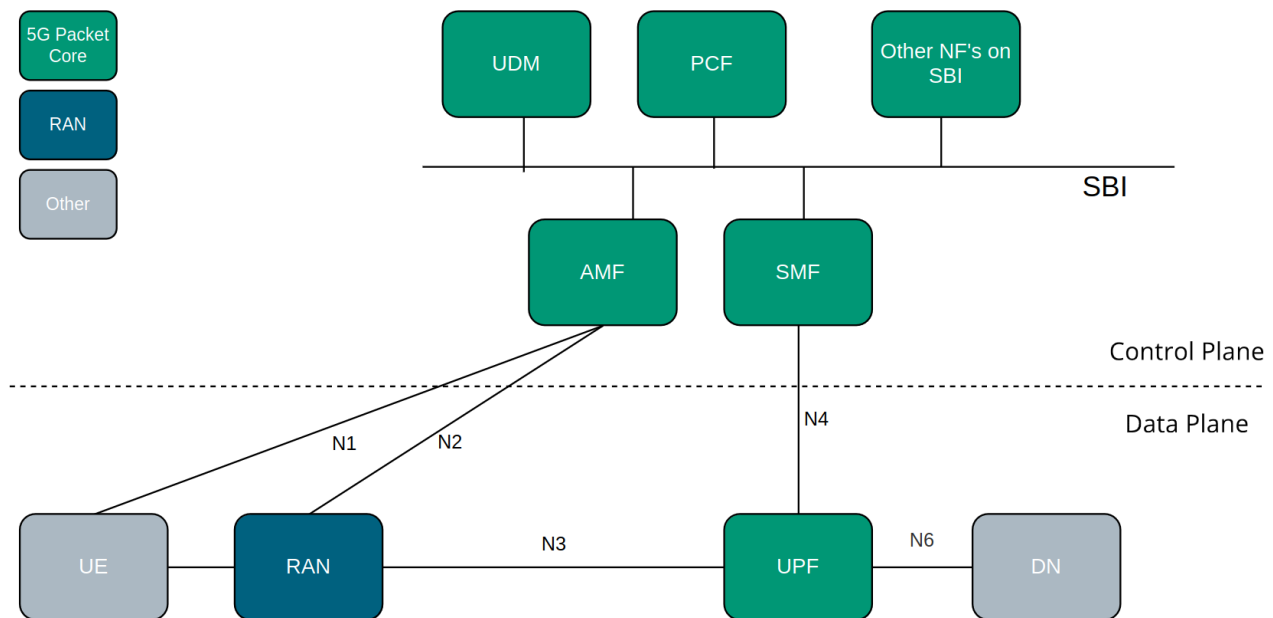 5G Packet
Core
RAN
Other
UDM
PCF
Other NF's on
SBI
SBI
AMF
SMF
Control Plane
Data Plane
N1
N2
N4
N3
N6
UE
RAN
UPF
DN